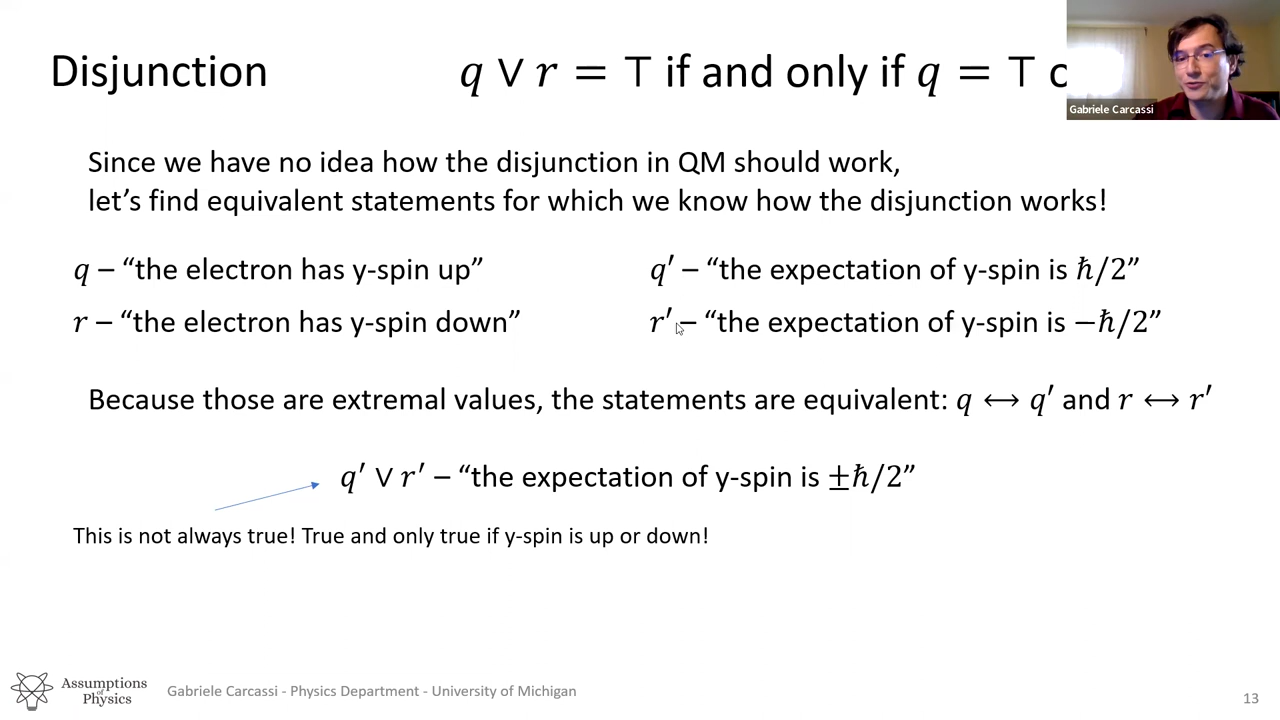 Disjunction
q ∨ r = ⊤ if and only if q = ⊤
Gabriele Carcassi
Since we have no idea how the disjunction in QM should work,
let’s find equivalent statements for which we know how the disjunction works!
q – “the electron has y-spin up”
q′ – “the expectation of y-spin is ℏ/2”
r – “the electron has y-spin down”
r′ – “the expectation of y-spin is −ℏ/2”
Because those are extremal values, the statements are equivalent: q ⟷ q′ and r ⟷ r′
q′ ∨ r′ – “the expectation of y-spin is ±ℏ/2”
This is not always true! True and only true if y-spin is up or down!
Assumptions
of
Physics
Gabriele Carcassi - Physics Department - University of Michigan
13